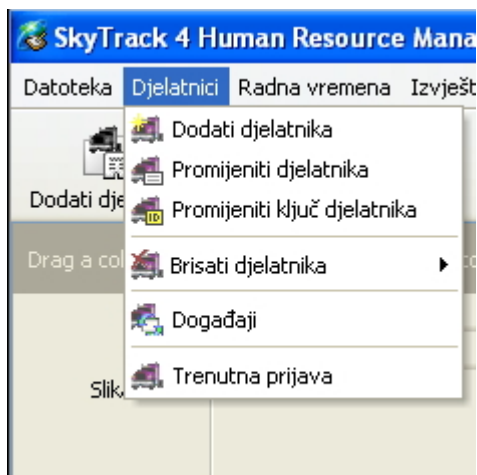 SkyTrack 4 Human Resource Mana
Datoteka Djelatnici Radna vremena Izvješt
Dodati dje
Drag a col
Slik
Dodati djelatnika
Promijeniti djelatnika
Promijeniti ključ djelatnika
Brisati djelatnika
Događaji
Trenutna prijava